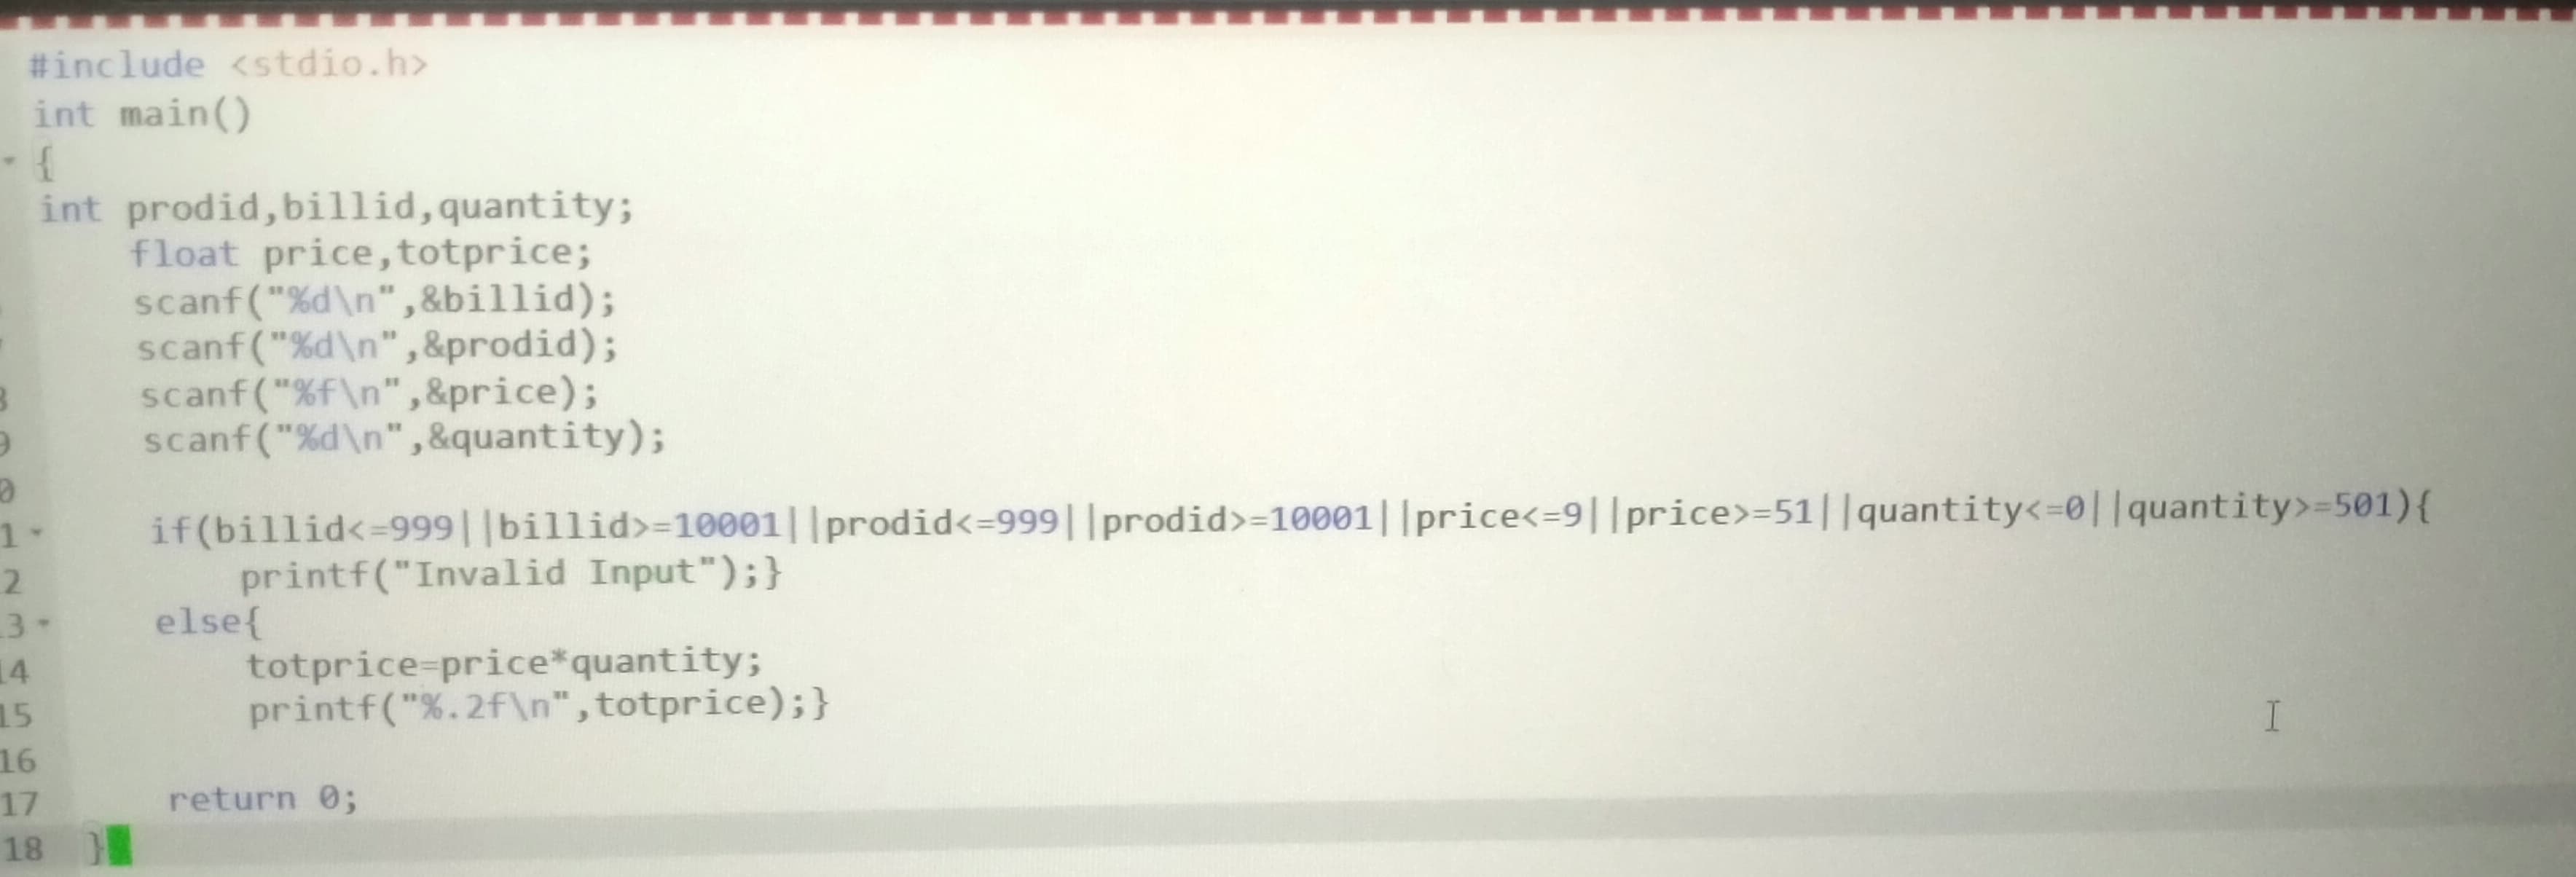 #include <stdio.h>
int main()
{
int prodid,billid,quantity;
float price,totprice;
scanf("%d\n",&billid);
scanf("%d\n",&prodid);
8 scanf("%f\n",&price);
9 scanf("%d\n",&quantity);
0
1 if(billid<=999||billid>=10001||prodid<=999||prodid>=10001||price<=9||price>=51||quantity<=0||quantity>=501){
2 printf("Invalid Input");}
13 else{
14 totprice=price*quantity;
15 printf("%.2f\n",totprice);}
16
17 return 0;
18 }